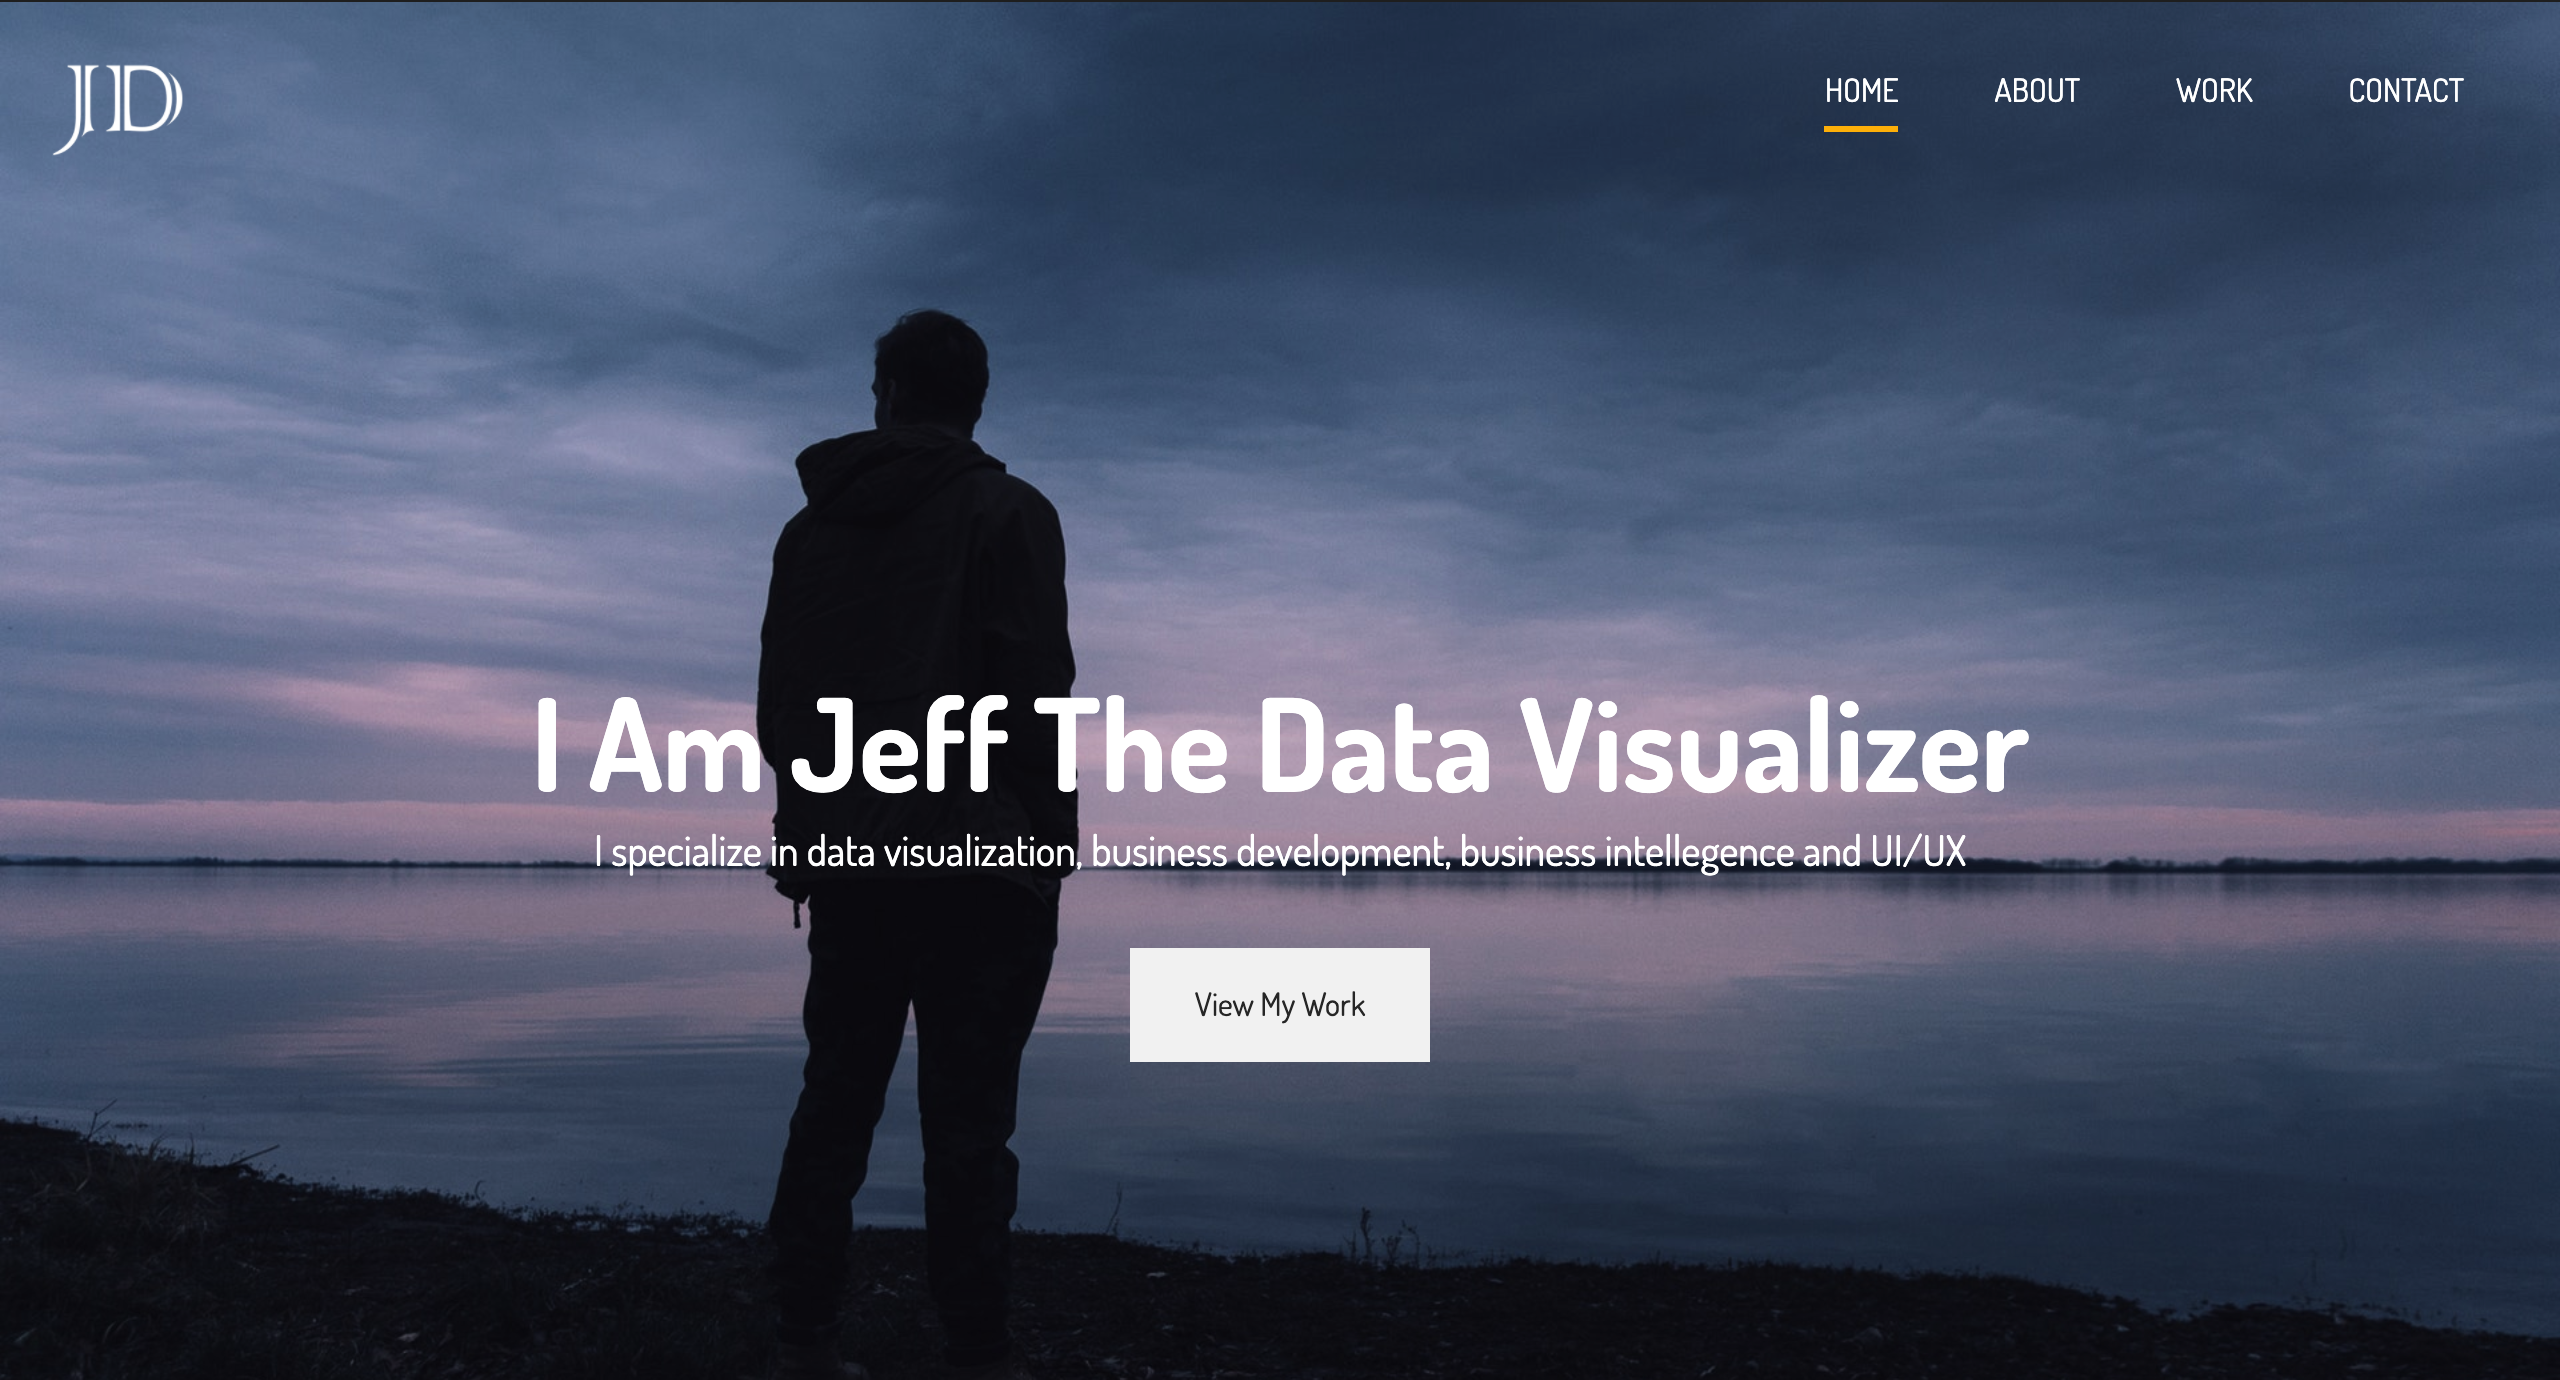 JD
HOME ABOUT WORK CONTACT
I Am Jeff The Data Visualizer
I specialize in data visualization, business development, business intellegence and UI/UX
View My Work